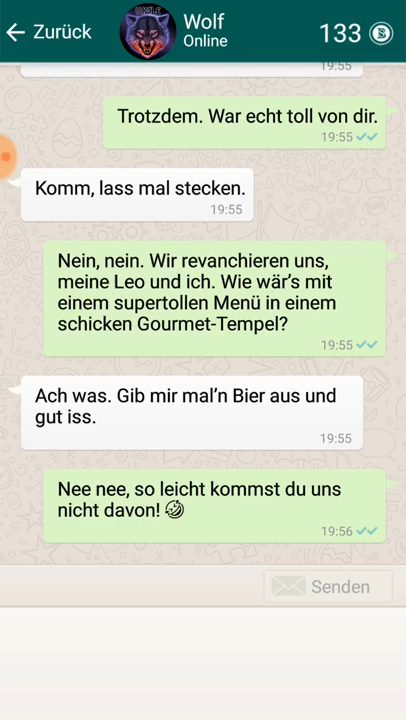 Zurück
WOLF
Wolf
Online
133
19:55
Trotzdem. War echt toll von dir.
19:55
Komm, lass mal stecken.
19:55
Nein, nein. Wir revanchieren uns,
meine Leo und ich. Wie wär's mit
einem supertollen Menü in einem
schicken Gourmet-Tempel?
19:55
Ach was. Gib mir mal'n Bier aus und
gut iss.
19:55
Nee nee, so leicht kommst du uns
nicht davon! 🤣
19:56
Senden